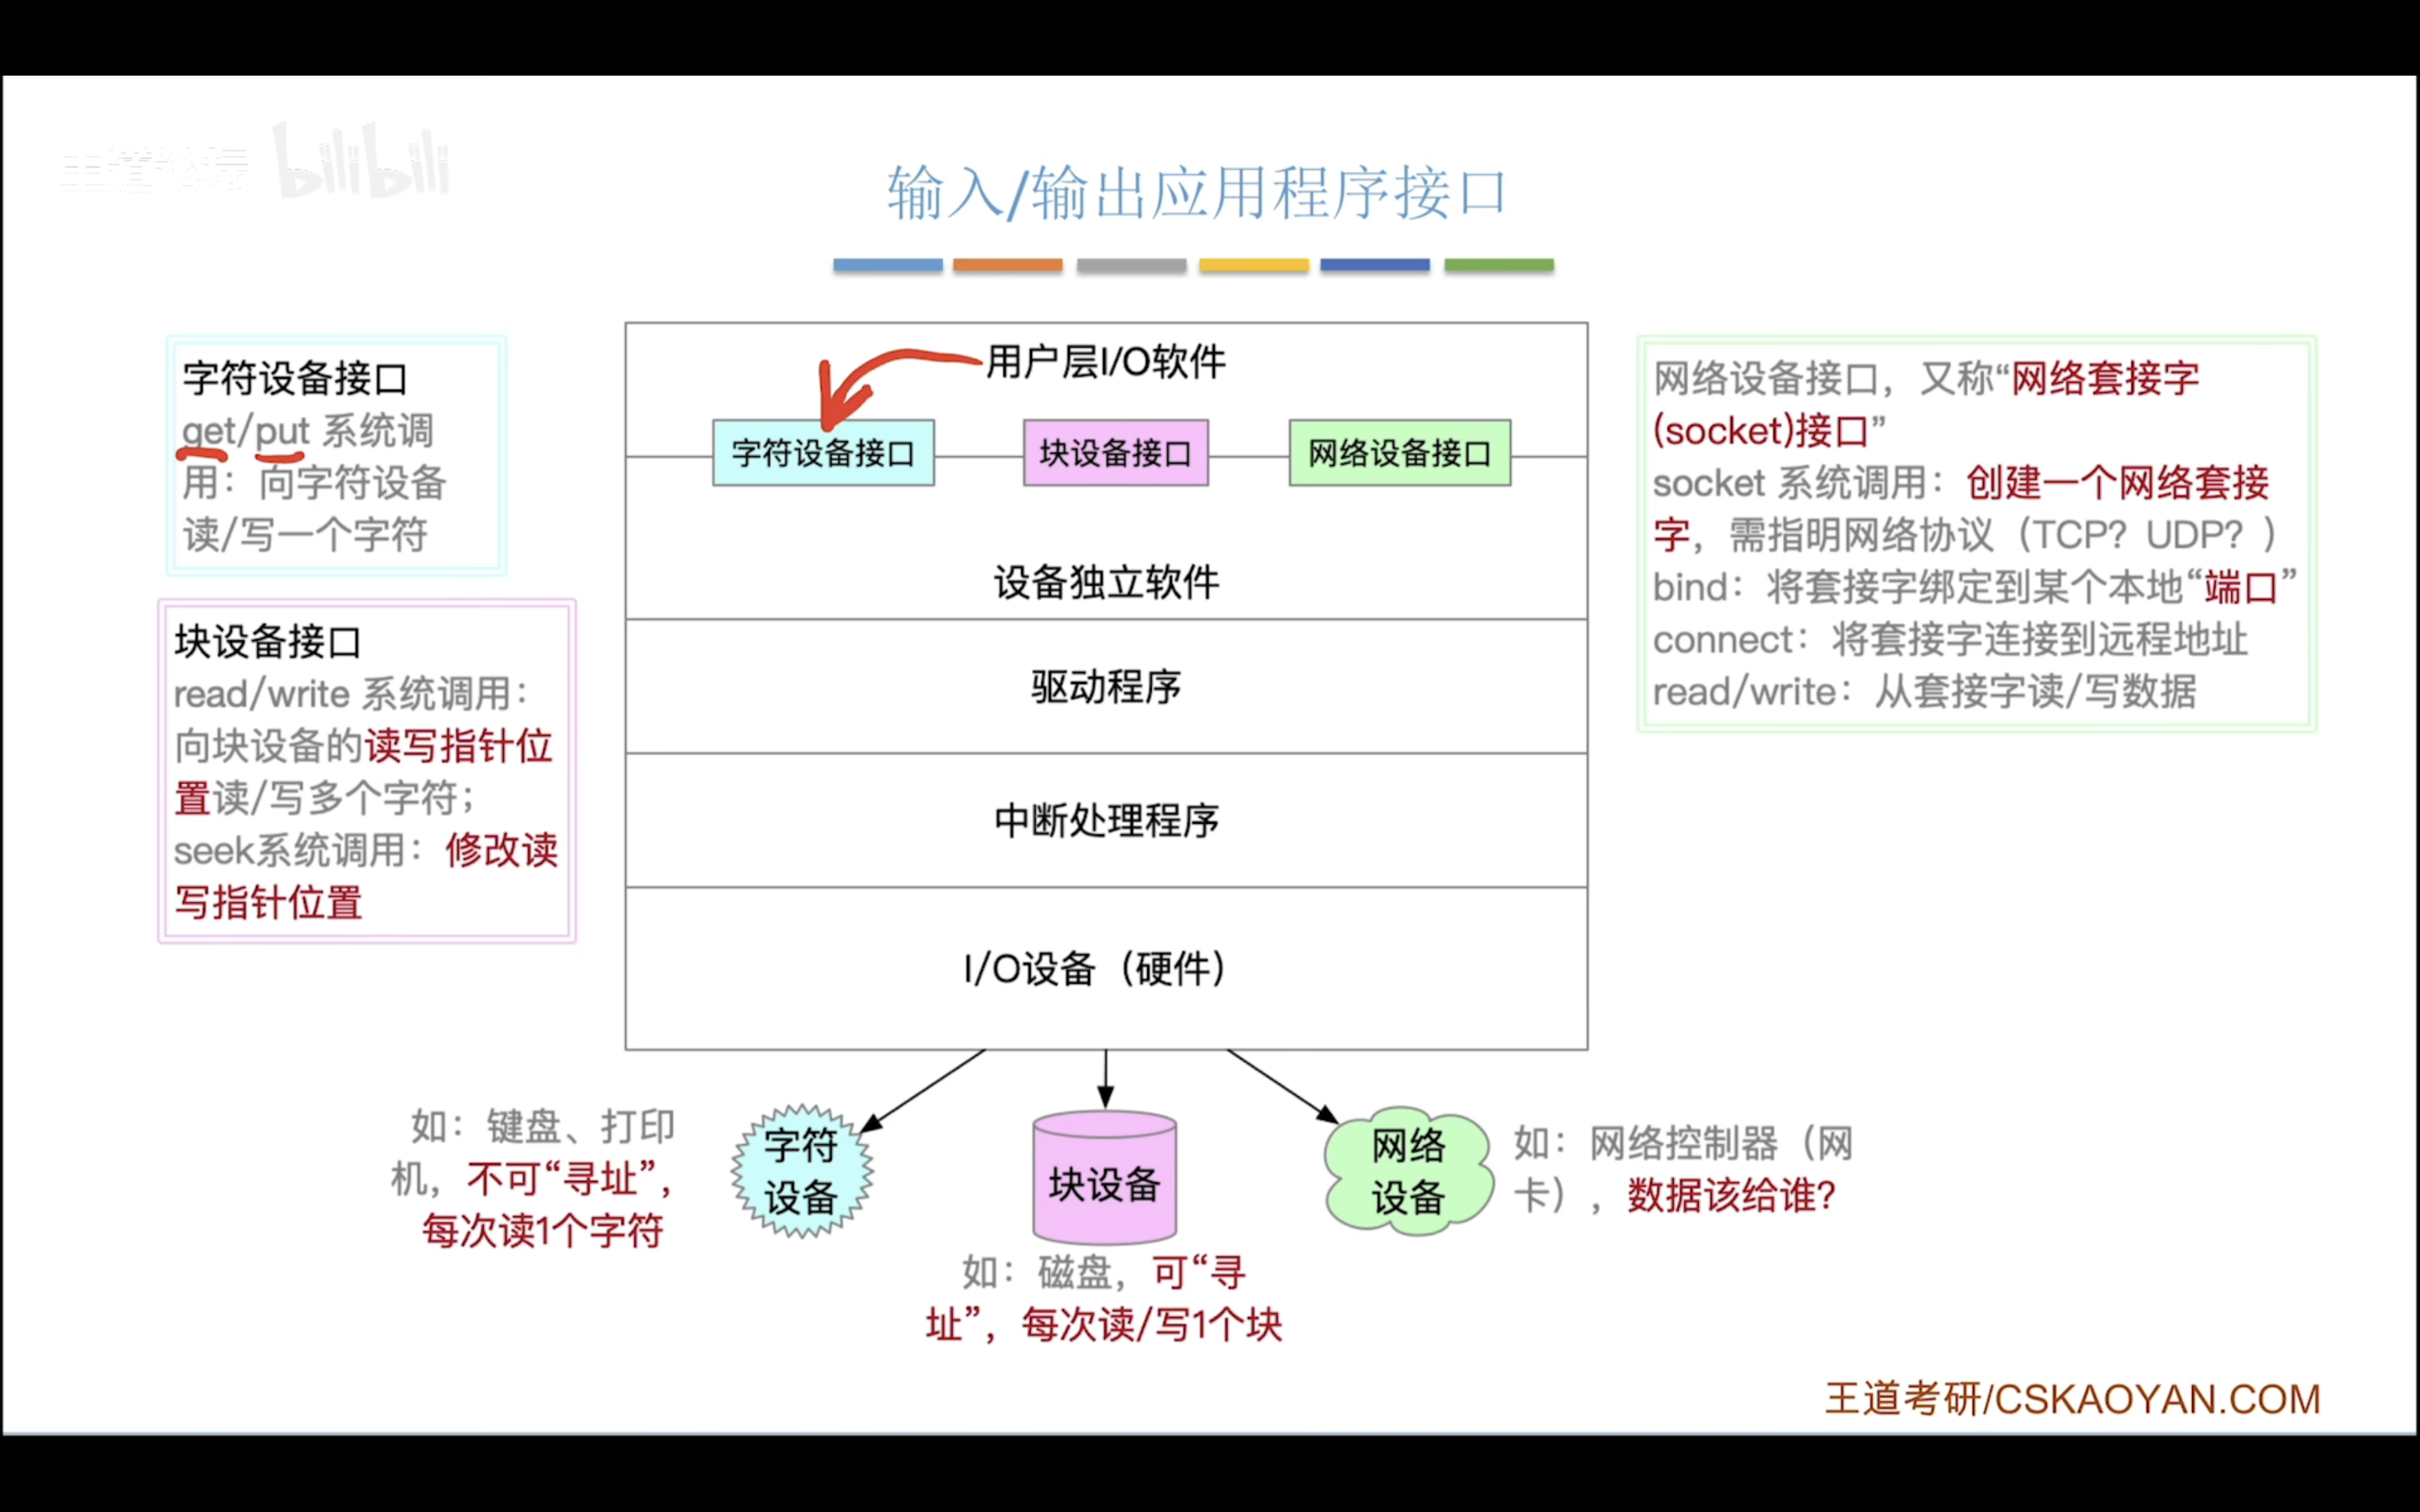 王道论坛 bilibili
输入/输出应用程序接口
字符设备接口
get/put 系统调
用：向字符设备
读/写一个字符
块设备接口
read/write 系统调用：
向块设备的读写指针位
置读/写多个字符；
seek系统调用：修改读
写指针位置
用户层I/O软件
字符设备接口
块设备接口
网络设备接口
设备独立软件
驱动程序
中断处理程序
I/O设备（硬件）
网络设备接口，又称“网络套接字
(socket)接口”
socket 系统调用：创建一个网络套接
字，需指明网络协议（TCP？UDP？）
bind：将套接字绑定到某个本地“端口”
connect：将套接字连接到远程地址
read/write：从套接字读/写数据
如：键盘、打印
机，不可“寻址”，
每次读1个字符
字符
设备
块设备
如：磁盘，可“寻
址”，每次读/写1个块
网络
设备
如：网络控制器（网
卡），数据该给谁？
王道考研/CSKAOYAN.COM